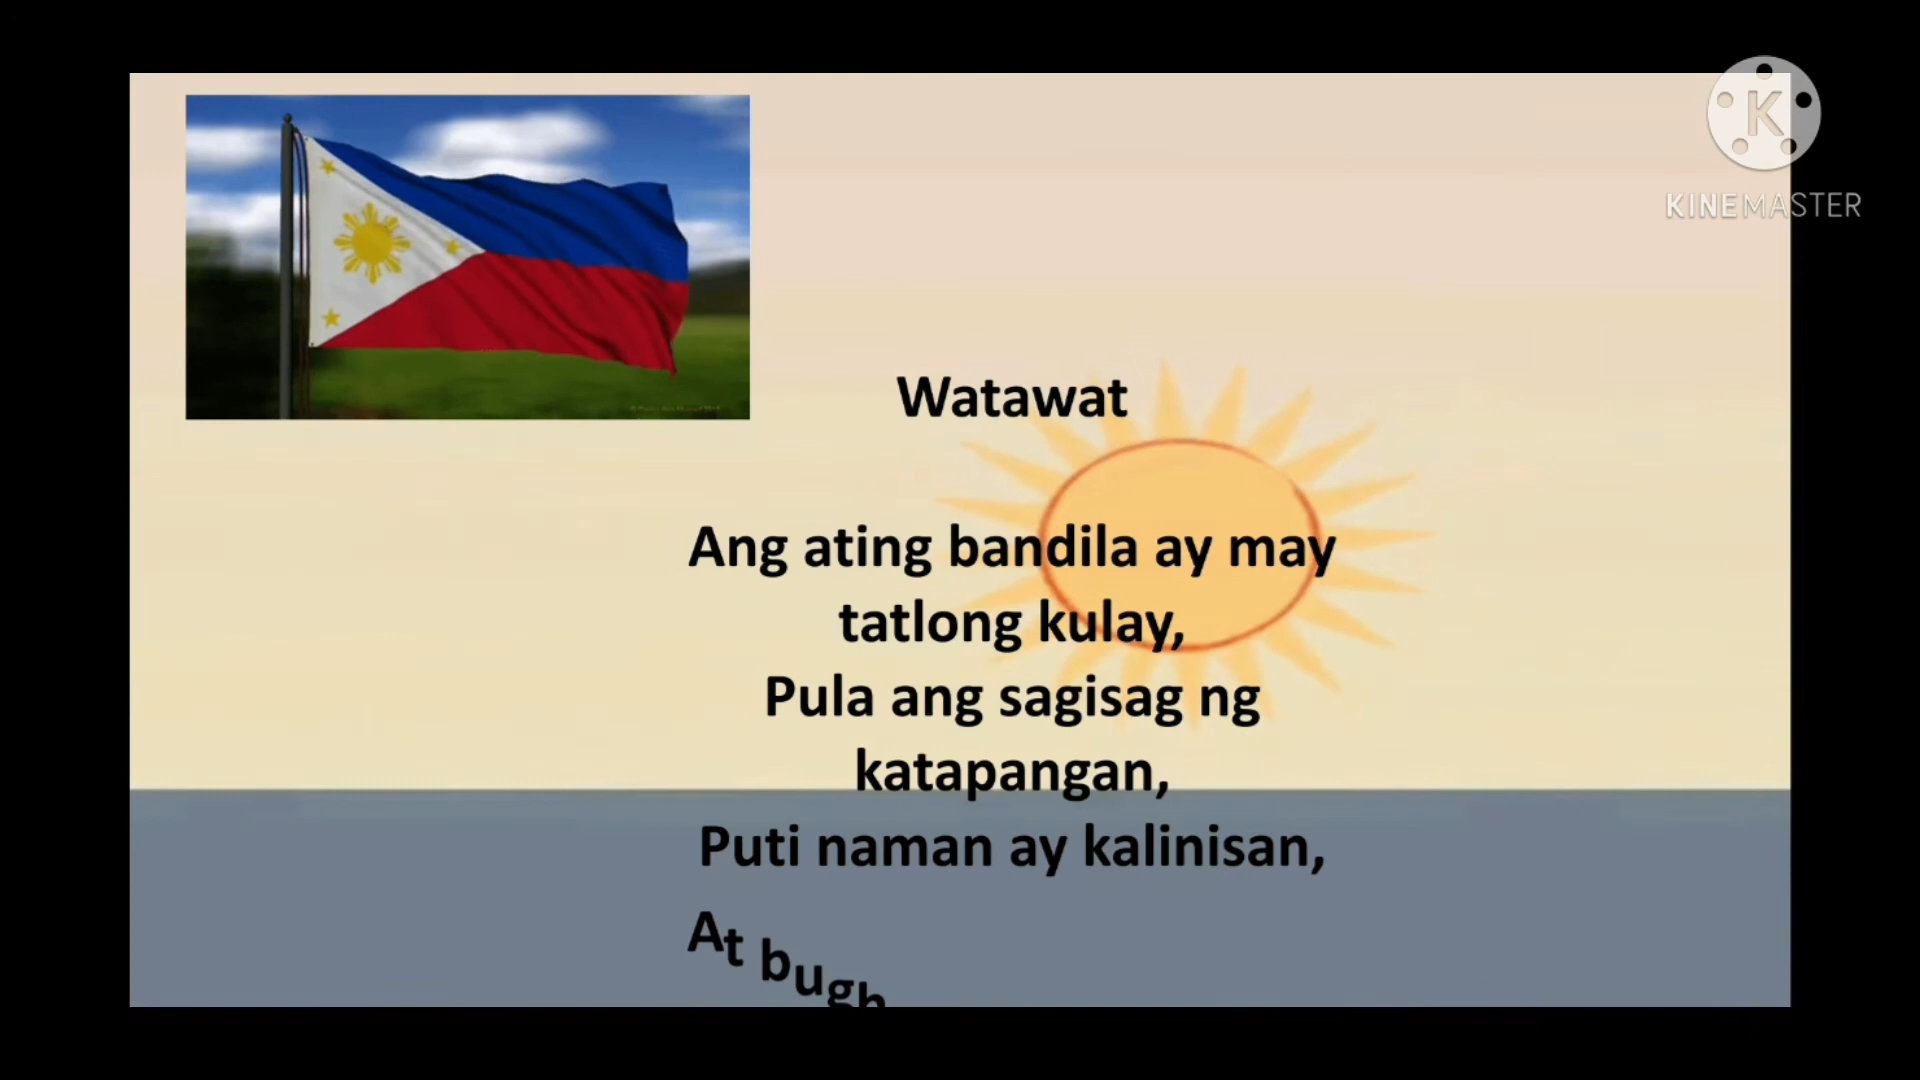 KINEMASTER
Watawat
Ang ating bandila ay may
tatlong kulay,
Pula ang sagisag ng
katapangan,
Puti naman ay kalinisan,
At bugh